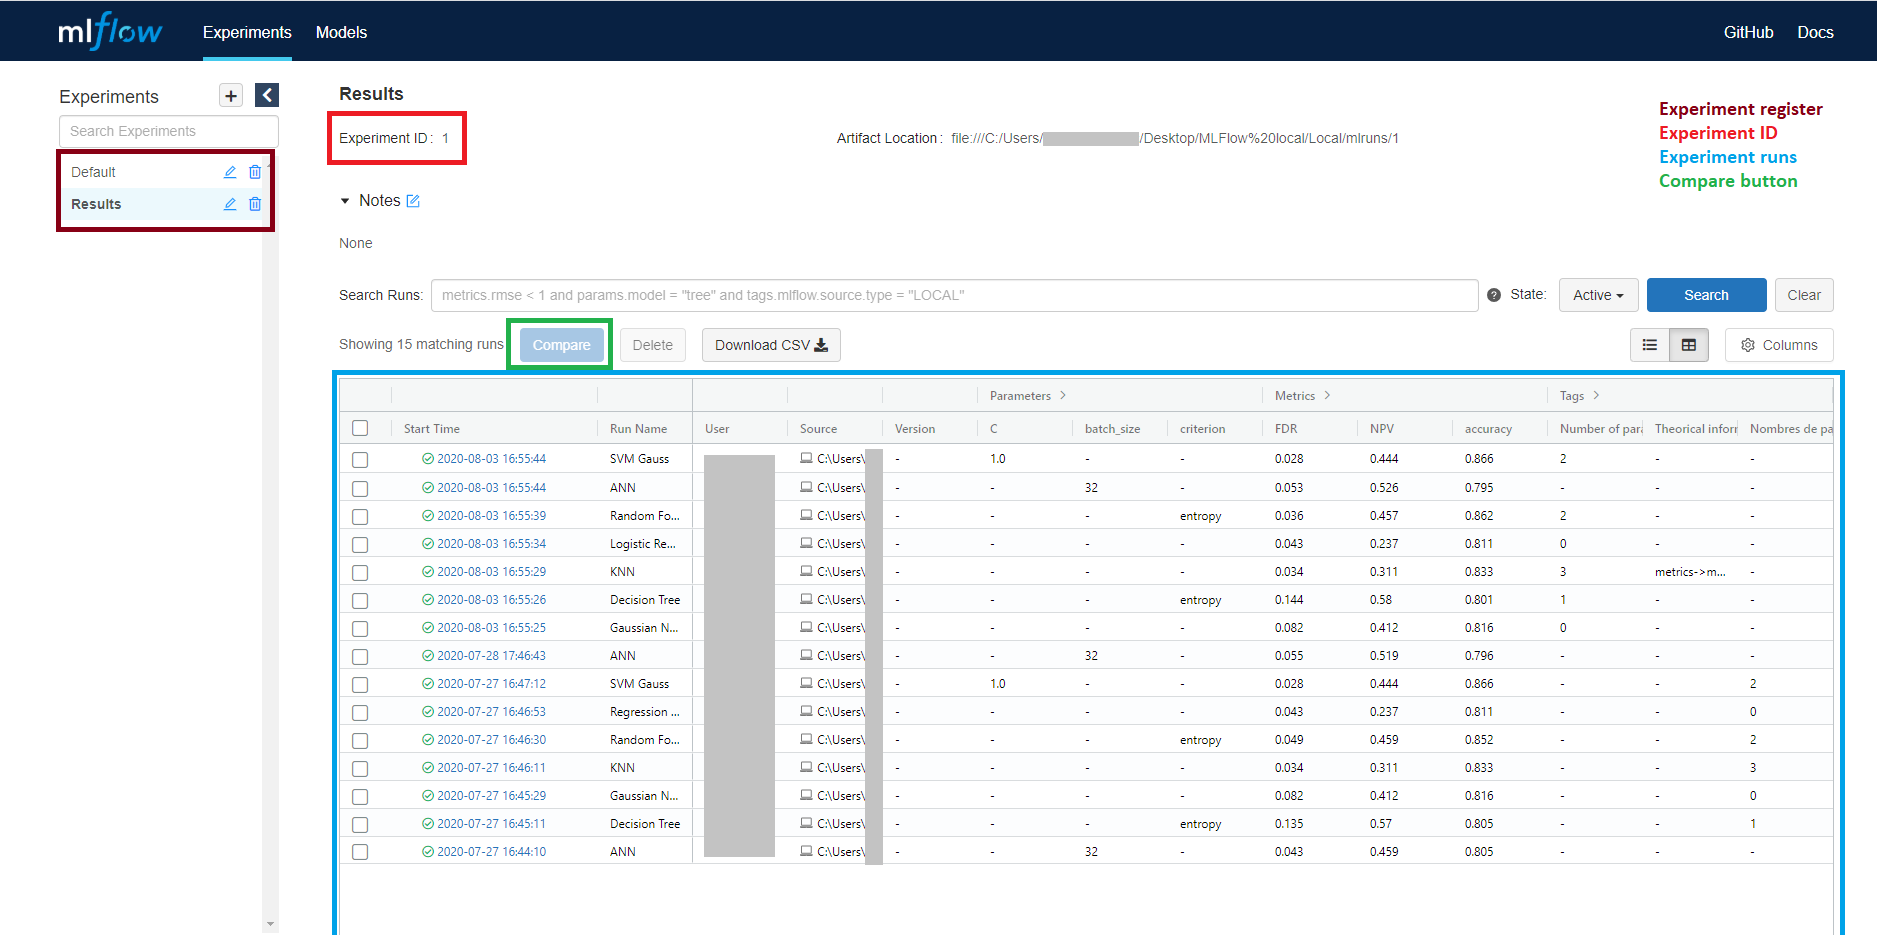 mlflow Experiments Models GitHub Docs
Experiments +
Search Experiments
Default
Results
Results
Experiment ID : 1 Artifact Location : file:///C:/Users/ /Desktop/MLFlow%20local/Local/mlruns/1
Experiment register
Experiment ID
Experiment runs
Compare button
Notes
None
Search Runs: metrics.rmse < 1 and params.model = "tree" and tags.mlflow.source.type = "LOCAL" ? State: Active Search Clear
Showing 15 matching runs Compare Delete Download CSV Columns
Parameters > Metrics > Tags >
Start Time Run Name User Source Version C batch_size criterion FDR NPV accuracy Number of para Theorical inforr Nombres de pa
2020-08-03 16:55:44 SVM Gauss C:\Users\ - 1.0 - - 0.028 0.444 0.866 2 - -
2020-08-03 16:55:44 ANN C:\Users\ - - 32 - 0.053 0.526 0.795 - - -
2020-08-03 16:55:39 Random Fo... C:\Users\ - - - entropy 0.036 0.457 0.862 2 - -
2020-08-03 16:55:34 Logistic Re... C:\Users\ - - - - 0.043 0.237 0.811 0 - -
2020-08-03 16:55:29 KNN C:\Users\ - - - - 0.034 0.311 0.833 3 metrics->m... -
2020-08-03 16:55:26 Decision Tree C:\Users\ - - - entropy 0.144 0.58 0.801 1 - -
2020-08-03 16:55:25 Gaussian N... C:\Users\ - - - - 0.082 0.412 0.816 0 - -
2020-07-28 17:46:43 ANN C:\Users\ - - 32 - 0.055 0.519 0.796 - - -
2020-07-27 16:47:12 SVM Gauss C:\Users\ - 1.0 - - 0.028 0.444 0.866 - - 2
2020-07-27 16:46:53 Regression ... C:\Users\ - - - - 0.043 0.237 0.811 - - 0
2020-07-27 16:46:30 Random Fo... C:\Users\ - - - entropy 0.049 0.459 0.852 - - 2
2020-07-27 16:46:11 KNN C:\Users\ - - - - 0.034 0.311 0.833 - - 3
2020-07-27 16:45:29 Gaussian N... C:\Users\ - - - - 0.082 0.412 0.816 - - 0
2020-07-27 16:45:11 Decision Tree C:\Users\ - - - entropy 0.135 0.57 0.805 - - 1
2020-07-27 16:44:10 ANN C:\Users\ - - 32 - 0.043 0.459 0.805 - - -